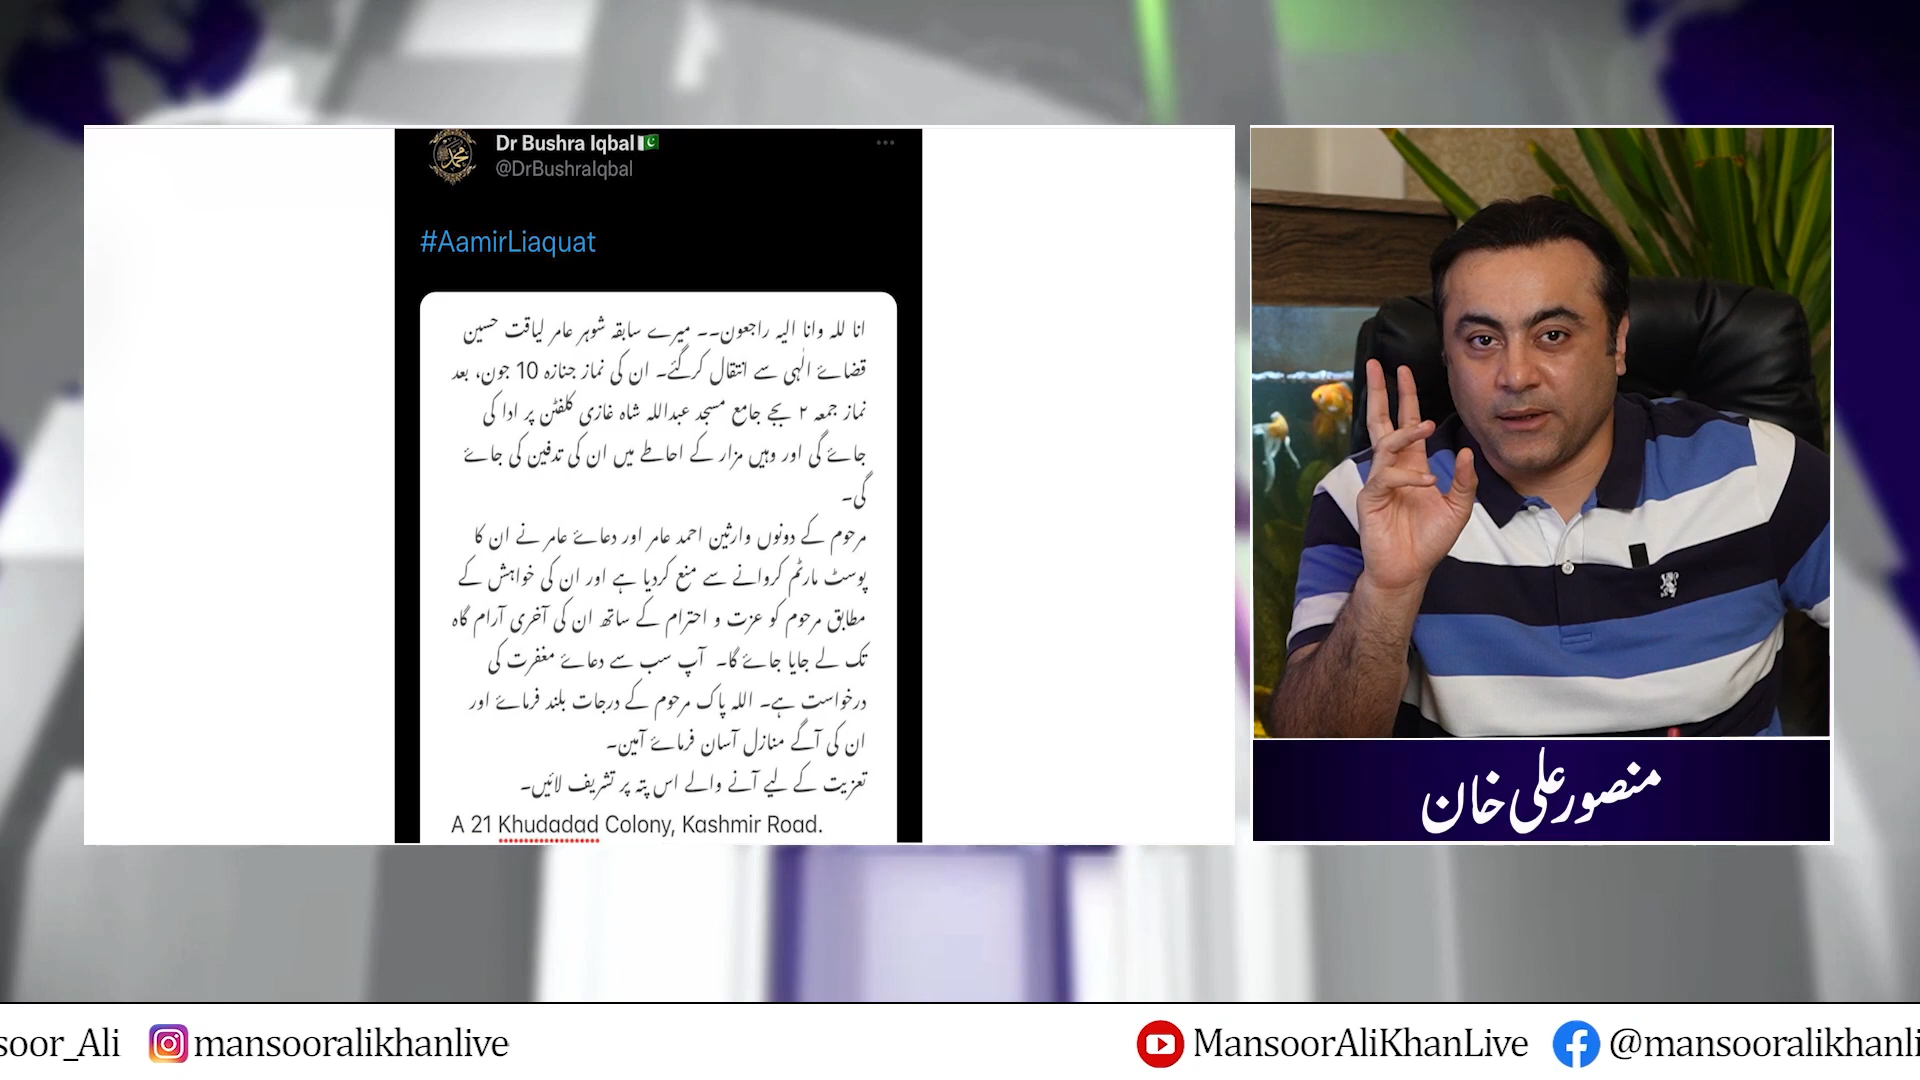 Dr Bushra Iqbal
@DrBushraIqbal
#AamirLiaquat
انا للہ وانا الیہ راجعون۔۔ میرے سابقہ شوہر عامر لیاقت حسین
قضائے الٰہی سے انتقال کرگئے۔ ان کی نماز جنازہ 10 جون، بعد
نماز جمعہ ۲ بجے جامع مسجد عبداللہ شاہ غازی کلفٹن پر ادا کی
جائے گی اور وہیں مزار کے احاطے میں ان کی تدفین کی جائے
گی۔
مرحوم کے دونوں وارثین احمد عامر اور دعائے عامر نے ان کا
پوسٹ مارٹم کروانے سے منع کردیا ہے اور ان کی خواہش کے
مطابق مرحوم کو عزت و احترام کے ساتھ ان کی آخری آرام گاہ
تک لے جایا جائے گا۔ آپ سب سے دعائے مغفرت کی
درخواست ہے۔ اللہ پاک مرحوم کے درجات بلند فرمائے اور
ان کی آگے منازل آسان فرمائے آمین۔
تعزیت کے لیے آنے والے اس پتہ پر تشریف لائیں۔
A 21 Khudadad Colony, Kashmir Road.
منصور علی خان
soor_Ali mansooralikhanlive MansoorAliKhanLive @mansooralikhanli